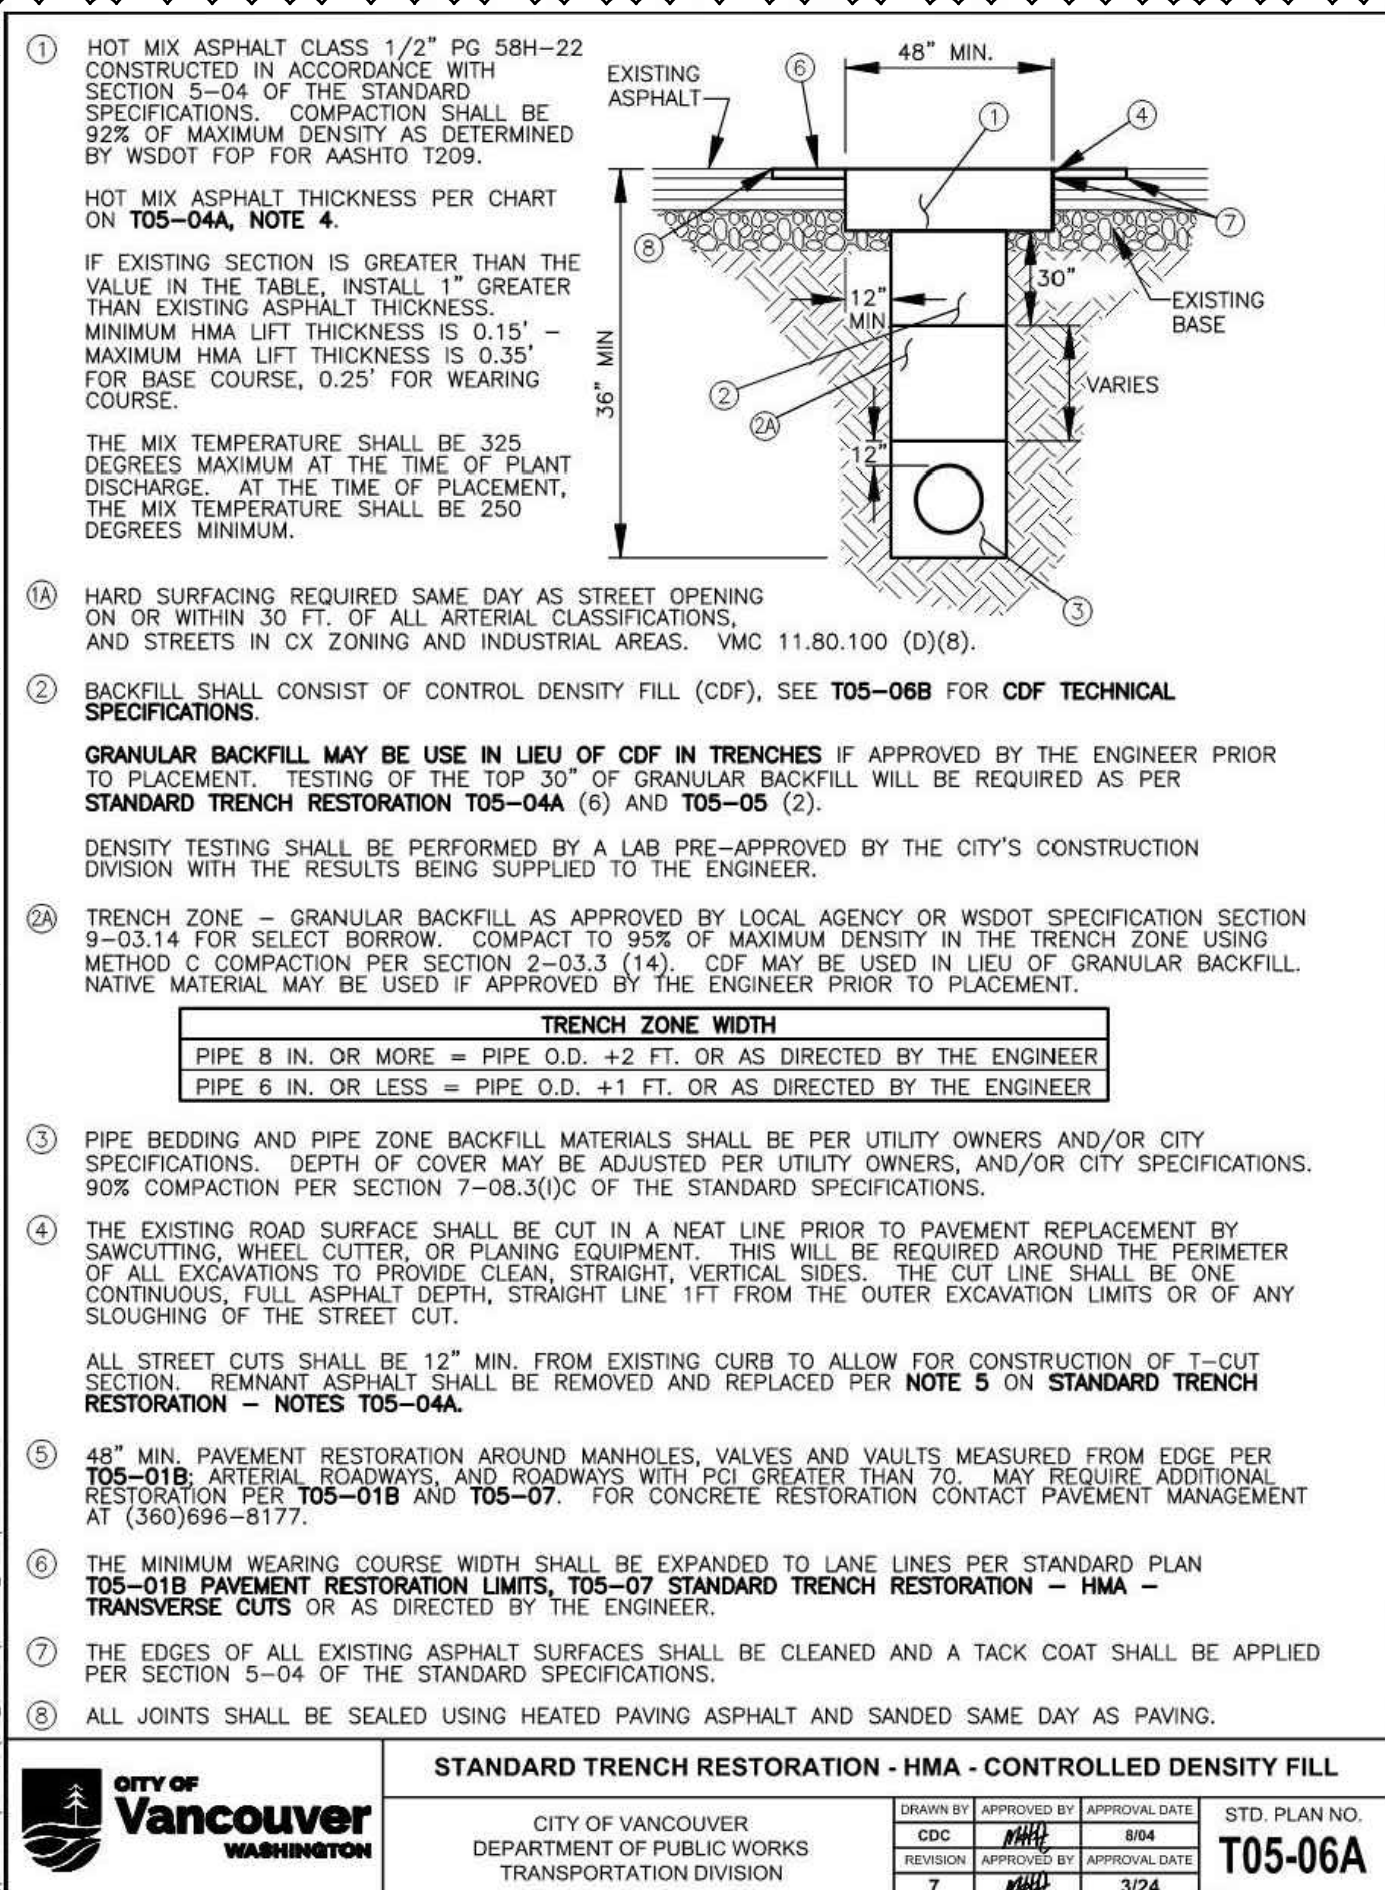 ① HOT MIX ASPHALT CLASS 1/2" PG 58H-22
CONSTRUCTED IN ACCORDANCE WITH
SECTION 5-04 OF THE STANDARD
SPECIFICATIONS. COMPACTION SHALL BE
92% OF MAXIMUM DENSITY AS DETERMINED
BY WSDOT FOP FOR AASHTO T209.
HOT MIX ASPHALT THICKNESS PER CHART
ON T05-04A, NOTE 4.
IF EXISTING SECTION IS GREATER THAN THE
VALUE IN THE TABLE, INSTALL 1" GREATER
THAN EXISTING ASPHALT THICKNESS.
MINIMUM HMA LIFT THICKNESS IS 0.15' -
MAXIMUM HMA LIFT THICKNESS IS 0.35'
FOR BASE COURSE, 0.25' FOR WEARING
COURSE.
THE MIX TEMPERATURE SHALL BE 325
DEGREES MAXIMUM AT THE TIME OF PLANT
DISCHARGE. AT THE TIME OF PLACEMENT,
THE MIX TEMPERATURE SHALL BE 250
DEGREES MINIMUM.
EXISTING
ASPHALT
6
48" MIN.
1
4
8
7
30"
12"
MIN
EXISTING
BASE
36" MIN
2
VARIES
2A
12"
3
1A HARD SURFACING REQUIRED SAME DAY AS STREET OPENING
ON OR WITHIN 30 FT. OF ALL ARTERIAL CLASSIFICATIONS,
AND STREETS IN CX ZONING AND INDUSTRIAL AREAS. VMC 11.80.100 (D)(8).
② BACKFILL SHALL CONSIST OF CONTROL DENSITY FILL (CDF), SEE T05-06B FOR CDF TECHNICAL
SPECIFICATIONS.
GRANULAR BACKFILL MAY BE USE IN LIEU OF CDF IN TRENCHES IF APPROVED BY THE ENGINEER PRIOR
TO PLACEMENT. TESTING OF THE TOP 30" OF GRANULAR BACKFILL WILL BE REQUIRED AS PER
STANDARD TRENCH RESTORATION T05-04A (6) AND T05-05 (2).
DENSITY TESTING SHALL BE PERFORMED BY A LAB PRE-APPROVED BY THE CITY'S CONSTRUCTION
DIVISION WITH THE RESULTS BEING SUPPLIED TO THE ENGINEER.
2A TRENCH ZONE - GRANULAR BACKFILL AS APPROVED BY LOCAL AGENCY OR WSDOT SPECIFICATION SECTION
9-03.14 FOR SELECT BORROW. COMPACT TO 95% OF MAXIMUM DENSITY IN THE TRENCH ZONE USING
METHOD C COMPACTION PER SECTION 2-03.3 (14). CDF MAY BE USED IN LIEU OF GRANULAR BACKFILL.
NATIVE MATERIAL MAY BE USED IF APPROVED BY THE ENGINEER PRIOR TO PLACEMENT.
TRENCH ZONE WIDTH
PIPE 8 IN. OR MORE = PIPE O.D. +2 FT. OR AS DIRECTED BY THE ENGINEER
PIPE 6 IN. OR LESS = PIPE O.D. +1 FT. OR AS DIRECTED BY THE ENGINEER
③ PIPE BEDDING AND PIPE ZONE BACKFILL MATERIALS SHALL BE PER UTILITY OWNERS AND/OR CITY
SPECIFICATIONS. DEPTH OF COVER MAY BE ADJUSTED PER UTILITY OWNERS, AND/OR CITY SPECIFICATIONS.
90% COMPACTION PER SECTION 7-08.3(I)C OF THE STANDARD SPECIFICATIONS.
④ THE EXISTING ROAD SURFACE SHALL BE CUT IN A NEAT LINE PRIOR TO PAVEMENT REPLACEMENT BY
SAWCUTTING, WHEEL CUTTER, OR PLANING EQUIPMENT. THIS WILL BE REQUIRED AROUND THE PERIMETER
OF ALL EXCAVATIONS TO PROVIDE CLEAN, STRAIGHT, VERTICAL SIDES. THE CUT LINE SHALL BE ONE
CONTINUOUS, FULL ASPHALT DEPTH, STRAIGHT LINE 1FT FROM THE OUTER EXCAVATION LIMITS OR OF ANY
SLOUGHING OF THE STREET CUT.
ALL STREET CUTS SHALL BE 12" MIN. FROM EXISTING CURB TO ALLOW FOR CONSTRUCTION OF T-CUT
SECTION. REMNANT ASPHALT SHALL BE REMOVED AND REPLACED PER NOTE 5 ON STANDARD TRENCH
RESTORATION - NOTES T05-04A.
⑤ 48" MIN. PAVEMENT RESTORATION AROUND MANHOLES, VALVES AND VAULTS MEASURED FROM EDGE PER
T05-01B; ARTERIAL ROADWAYS, AND ROADWAYS WITH PCI GREATER THAN 70. MAY REQUIRE ADDITIONAL
RESTORATION PER T05-01B AND T05-07. FOR CONCRETE RESTORATION CONTACT PAVEMENT MANAGEMENT
AT (360)696-8177.
⑥ THE MINIMUM WEARING COURSE WIDTH SHALL BE EXPANDED TO LANE LINES PER STANDARD PLAN
T05-01B PAVEMENT RESTORATION LIMITS, T05-07 STANDARD TRENCH RESTORATION - HMA -
TRANSVERSE CUTS OR AS DIRECTED BY THE ENGINEER.
⑦ THE EDGES OF ALL EXISTING ASPHALT SURFACES SHALL BE CLEANED AND A TACK COAT SHALL BE APPLIED
PER SECTION 5-04 OF THE STANDARD SPECIFICATIONS.
⑧ ALL JOINTS SHALL BE SEALED USING HEATED PAVING ASPHALT AND SANDED SAME DAY AS PAVING.
CITY OF
Vancouver
WASHINGTON
STANDARD TRENCH RESTORATION - HMA - CONTROLLED DENSITY FILL
CITY OF VANCOUVER
DEPARTMENT OF PUBLIC WORKS
TRANSPORTATION DIVISION
DRAWN BY APPROVED BY APPROVAL DATE
CDC 8/04
REVISION APPROVED BY APPROVAL DATE
7 3/24
STD. PLAN NO.
T05-06A